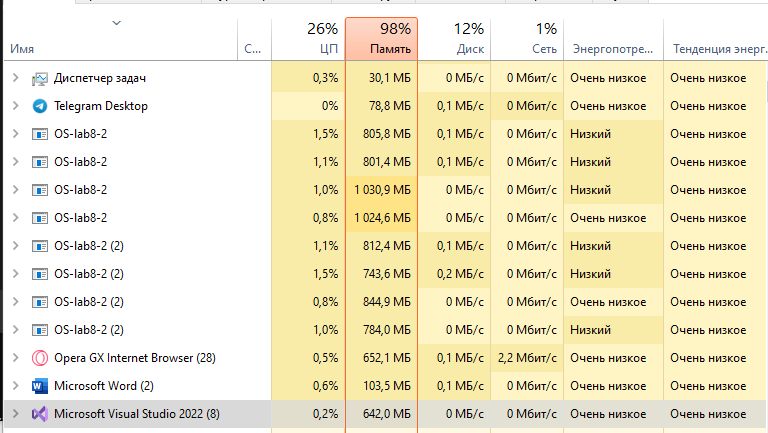 26% 98% 12% 1%
Имя С... ЦП Память Диск Сеть Энергопотре... Тенденция энерг.
Диспетчер задач 0,3% 30,1 МБ 0 МБ/с 0 Мбит/с Очень низкое Очень низкое
Telegram Desktop 0% 78,8 МБ 0,1 МБ/с 0 Мбит/с Очень низкое Очень низкое
OS-lab8-2 1,5% 805,8 МБ 0,1 МБ/с 0 Мбит/с Низкий Очень низкое
OS-lab8-2 1,1% 801,4 МБ 0,1 МБ/с 0 Мбит/с Низкий Очень низкое
OS-lab8-2 1,0% 1 030,9 МБ 0 МБ/с 0 Мбит/с Низкий Очень низкое
OS-lab8-2 0,8% 1 024,6 МБ 0 МБ/с 0 Мбит/с Очень низкое Очень низкое
OS-lab8-2 (2) 1,1% 812,4 МБ 0,1 МБ/с 0 Мбит/с Низкий Очень низкое
OS-lab8-2 (2) 1,5% 743,6 МБ 0,2 МБ/с 0 Мбит/с Низкий Очень низкое
OS-lab8-2 (2) 0,8% 844,9 МБ 0 МБ/с 0 Мбит/с Очень низкое Очень низкое
OS-lab8-2 (2) 1,0% 784,0 МБ 0 МБ/с 0 Мбит/с Низкий Очень низкое
Opera GX Internet Browser (28) 0,5% 652,1 МБ 0,1 МБ/с 2,2 Мбит/с Очень низкое Очень низкое
Microsoft Word (2) 0,6% 103,5 МБ 0,1 МБ/с 0 Мбит/с Очень низкое Очень низкое
Microsoft Visual Studio 2022 (8) 0,2% 642,0 МБ 0 МБ/с 0 Мбит/с Очень низкое Очень низкое